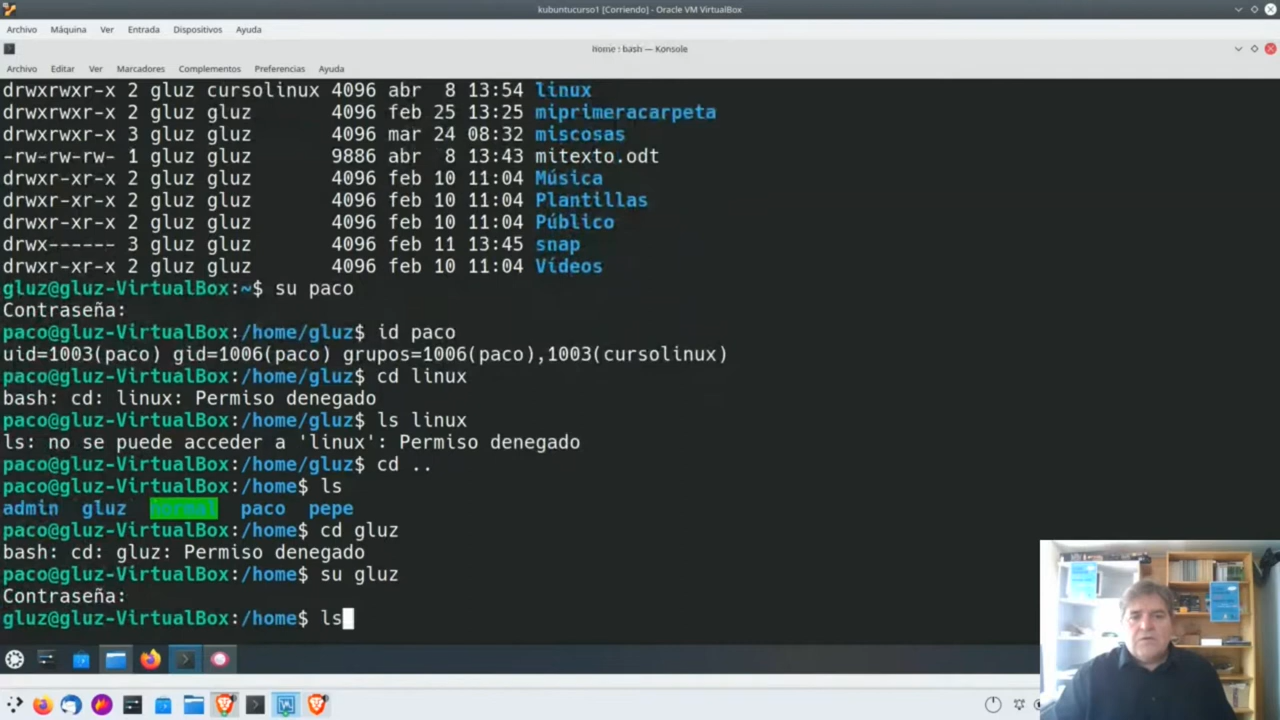 kubuntucurso1 [Corriendo] - Oracle VM VirtualBox
Archivo Máquina Ver Entrada Dispositivos Ayuda
home : bash — Konsole
Archivo Editar Ver Marcadores Complementos Preferencias Ayuda
drwxrwxr-x 2 gluz cursolinux 4096 abr 8 13:54 linux
drwxrwxr-x 2 gluz gluz 4096 feb 25 13:25 miprimeracarpeta
drwxrwxr-x 3 gluz gluz 4096 mar 24 08:32 miscosas
-rw-rw-rw- 1 gluz gluz 9886 abr 8 13:43 mitexto.odt
drwxr-xr-x 2 gluz gluz 4096 feb 10 11:04 Música
drwxr-xr-x 2 gluz gluz 4096 feb 10 11:04 Plantillas
drwxr-xr-x 2 gluz gluz 4096 feb 10 11:04 Público
drwx------ 3 gluz gluz 4096 feb 11 13:45 snap
drwxr-xr-x 2 gluz gluz 4096 feb 10 11:04 Vídeos
gluz@gluz-VirtualBox:~$ su paco
Contraseña:
paco@gluz-VirtualBox:/home/gluz$ id paco
uid=1003(paco) gid=1006(paco) grupos=1006(paco),1003(cursolinux)
paco@gluz-VirtualBox:/home/gluz$ cd linux
bash: cd: linux: Permiso denegado
paco@gluz-VirtualBox:/home/gluz$ ls linux
ls: no se puede acceder a 'linux': Permiso denegado
paco@gluz-VirtualBox:/home/gluz$ cd ..
paco@gluz-VirtualBox:/home$ ls
admin gluz normal paco pepe
paco@gluz-VirtualBox:/home$ cd gluz
bash: cd: gluz: Permiso denegado
paco@gluz-VirtualBox:/home$ su gluz
Contraseña:
gluz@gluz-VirtualBox:/home$ ls